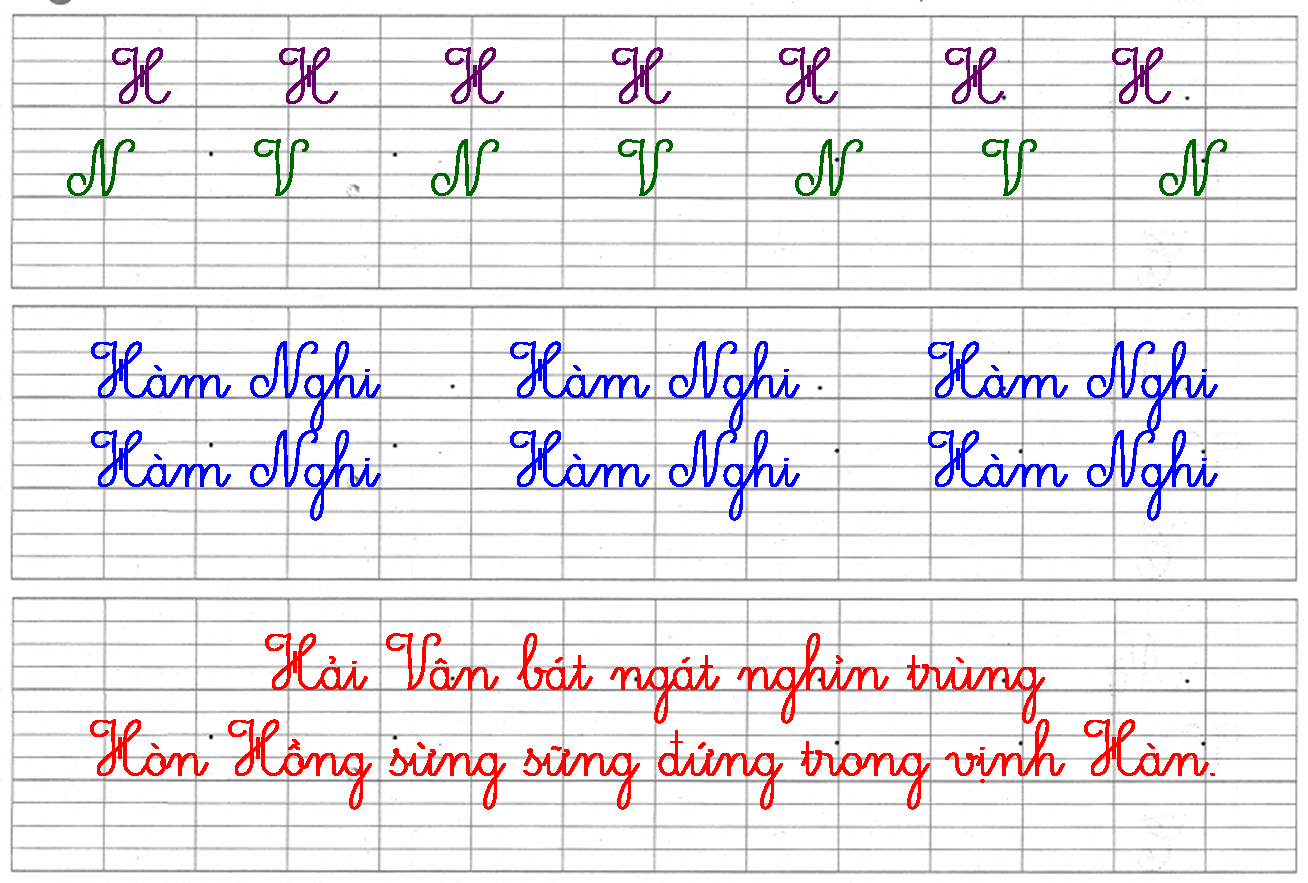 H H H H H H H
N V N V N V N
Hàm Nghi Hàm Nghi Hàm Nghi
Hàm Nghi Hàm Nghi Hàm Nghi
Hải Vân bát ngát nghìn trùng
Hòn Hồng sừng sững đứng trong vịnh Hàn.